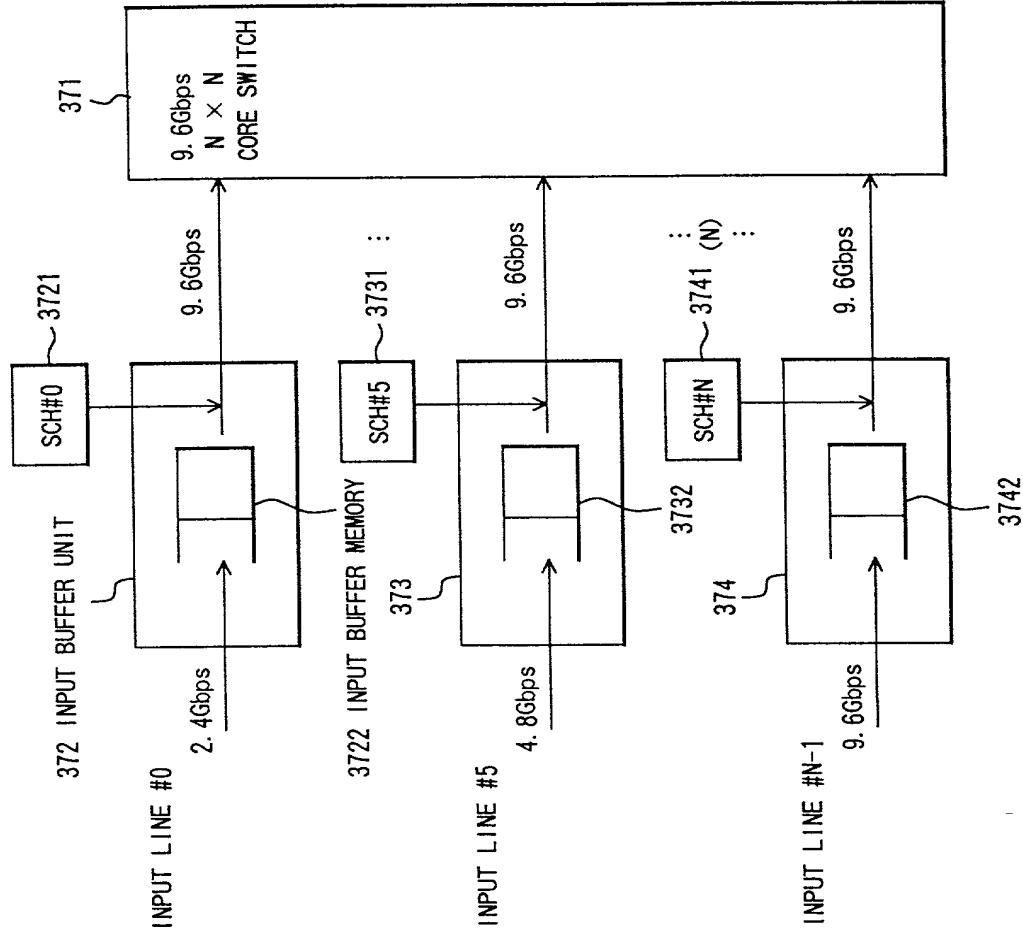 371
9.6Gbps
N × N
CORE SWITCH
3721
SCH#0
9.6Gbps
372 INPUT BUFFER UNIT
2.4Gbps
INPUT LINE #0
3722 INPUT BUFFER MEMORY
3731
⋮
SCH#5
9.6Gbps
373
3732
4.8Gbps
INPUT LINE #5
3741
⋮
(N)
⋮
SCH#N
9.6Gbps
374
3742
9.6Gbps
INPUT LINE #N-1